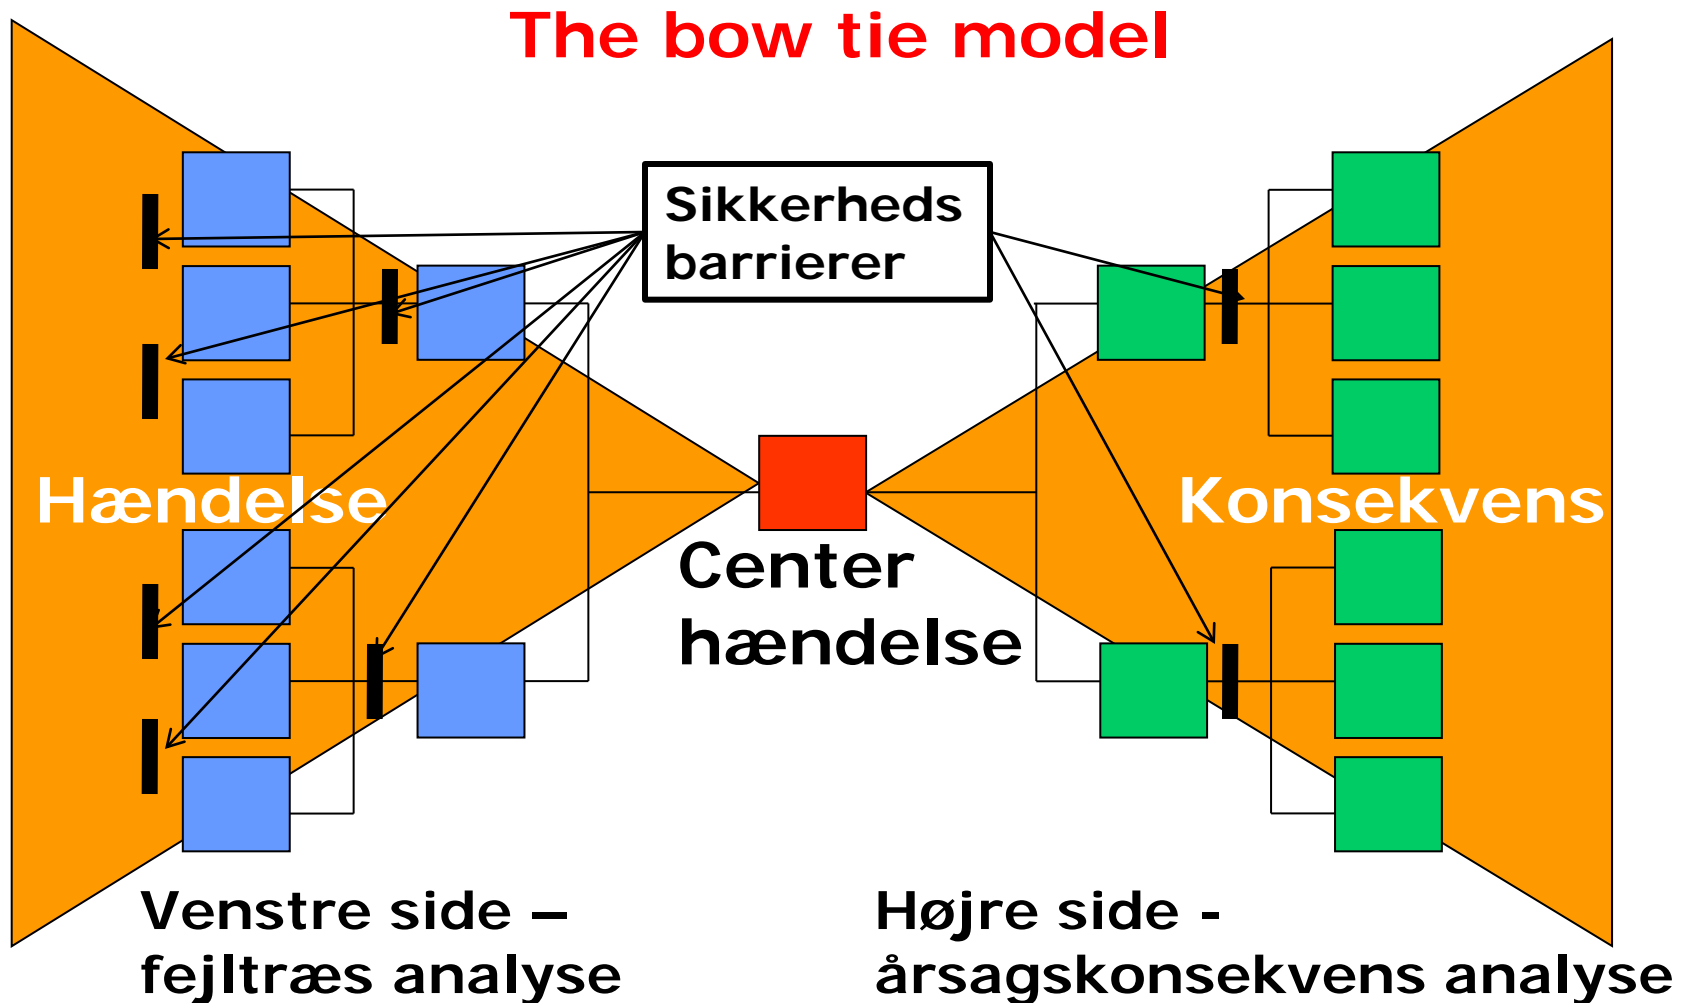 The bow tie model
Sikkerheds
barrierer
Hændelse
Konsekvens
Center
hændelse
Venstre side –
fejltræs analyse
Højre side -
årsagskonsekvens analyse